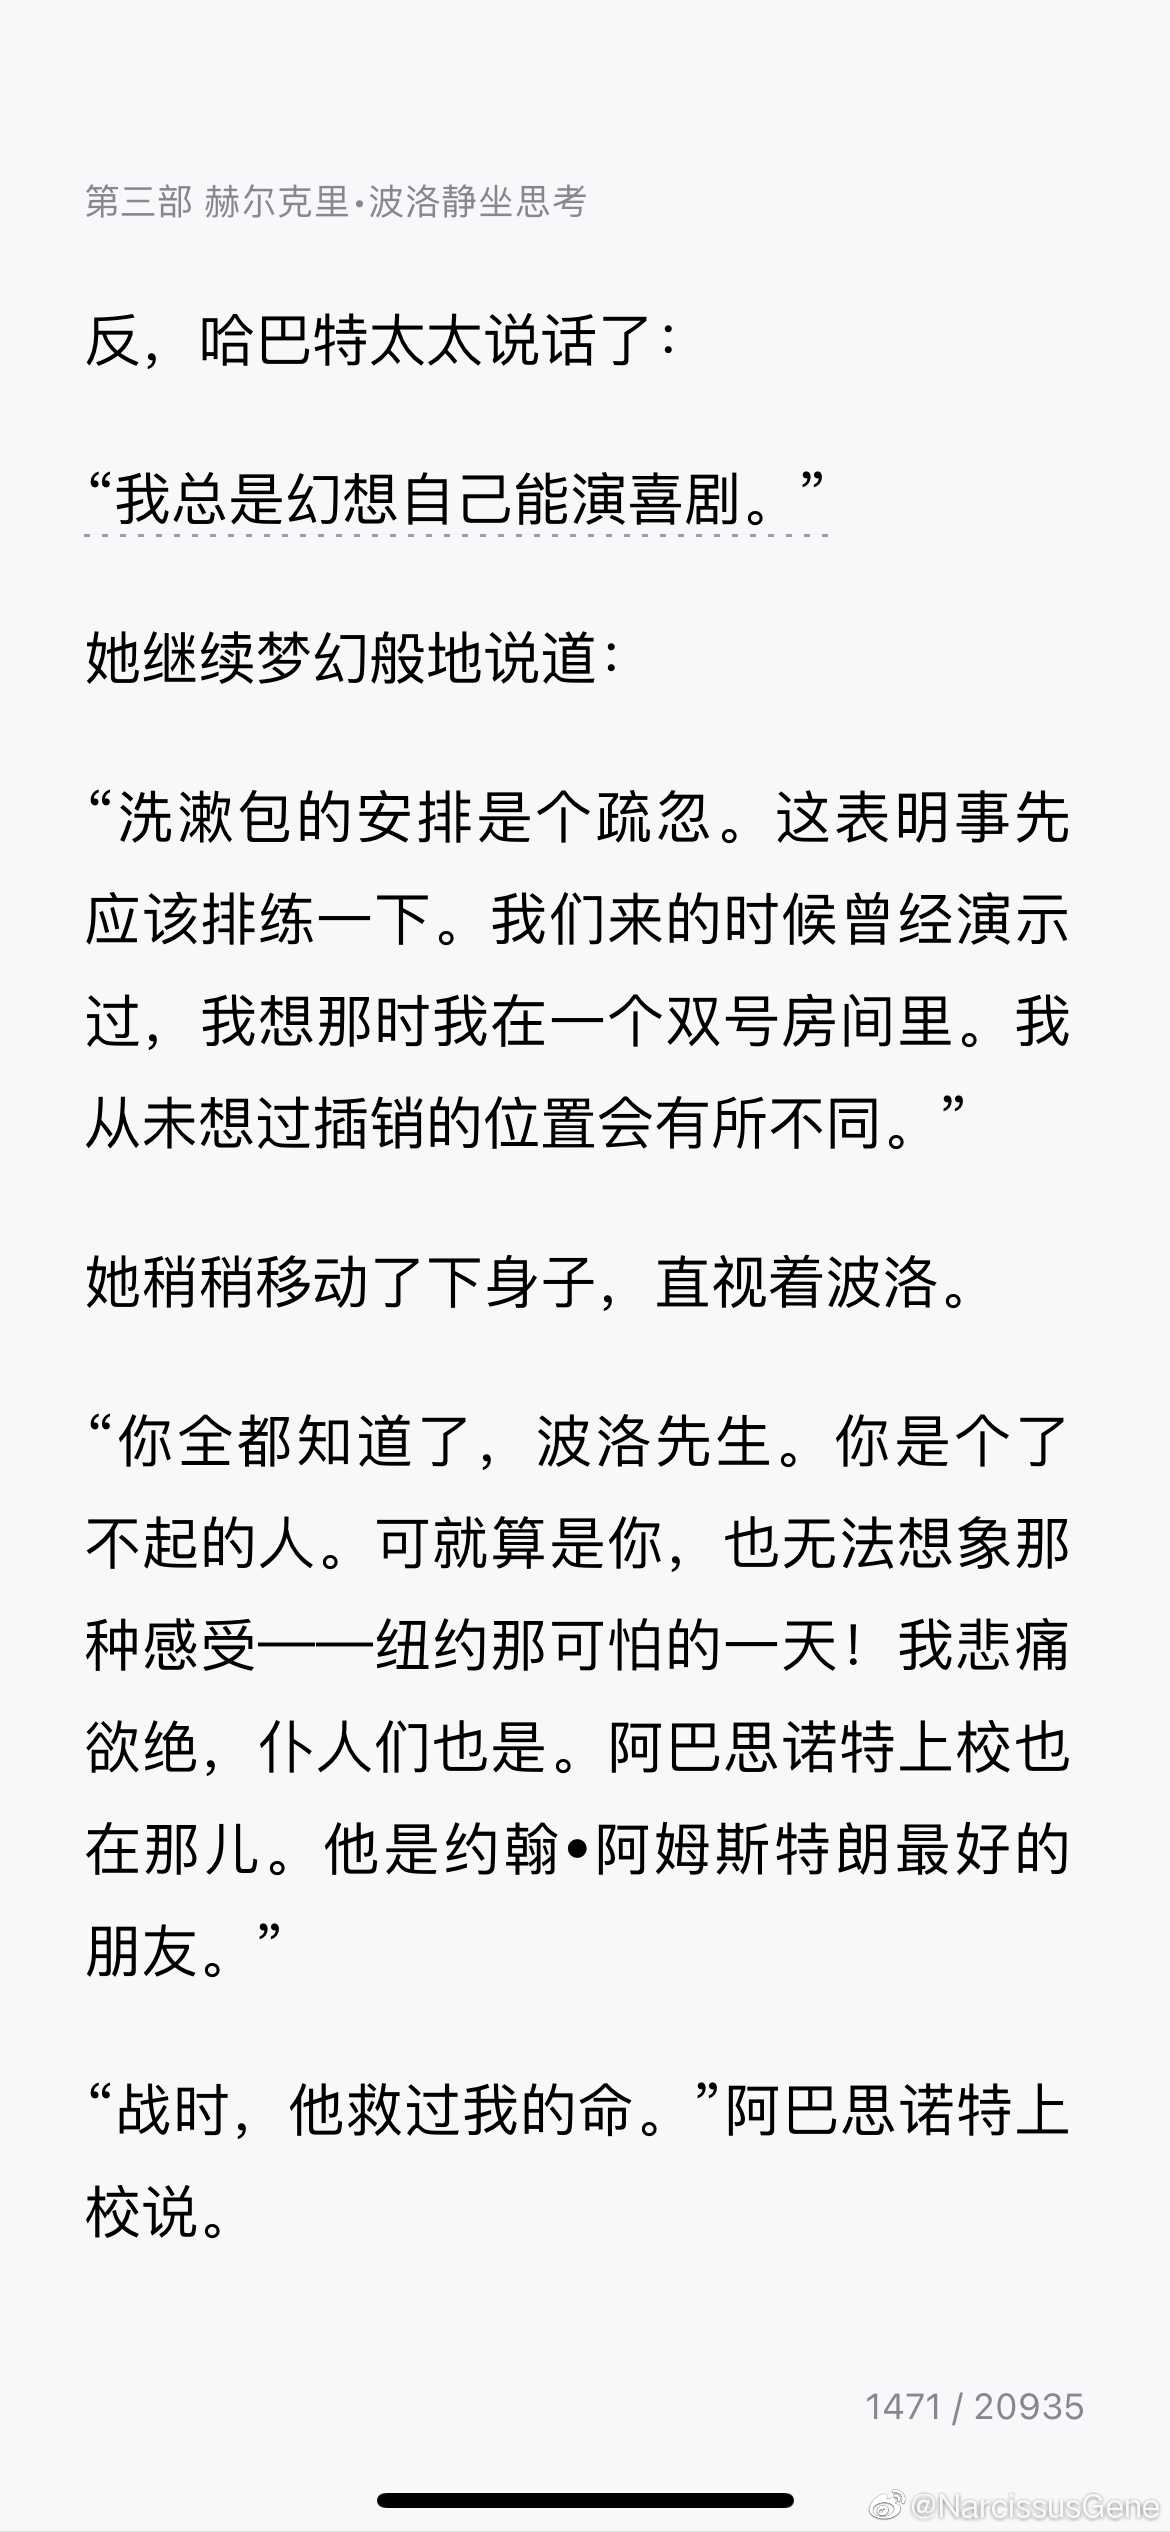 第三部 赫尔克里·波洛静坐思考
反，哈巴特太太说话了：
“我总是幻想自己能演喜剧。”
她继续梦幻般地说道：
“洗漱包的安排是个疏忽。这表明事先
应该排练一下。我们来的时候曾经演示
过，我想那时我在一个双号房间里。我
从未想过插销的位置会有所不同。”
她稍稍移动了下身子，直视着波洛。
“你全都知道了，波洛先生。你是个了
不起的人。可就算是你，也无法想象那
种感受——纽约那可怕的一天！我悲痛
欲绝，仆人们也是。阿巴思诺特上校也
在那儿。他是约翰•阿姆斯特朗最好的
朋友。”
“战时，他救过我的命。”阿巴思诺特上
校说。
1471 / 20935
@NarcissusGene